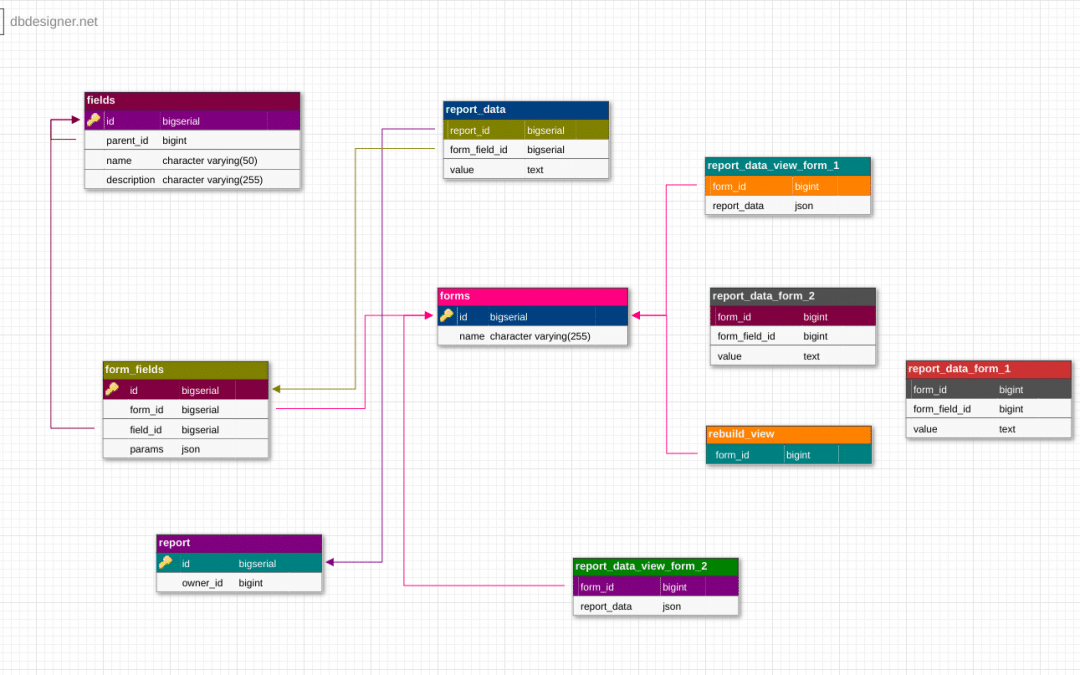 dbdesigner.net
fields
id bigserial
parent_id bigint
name character varying(50)
description character varying(255)
report_data
report_id bigserial
form_field_id bigserial
value text
report_data_view_form_1
form_id bigint
report_data json
forms
id bigserial
name character varying(255)
report_data_form_2
form_id bigint
form_field_id bigint
value text
form_fields
id bigserial
form_id bigserial
field_id bigserial
params json
report_data_form_1
form_id bigint
form_field_id bigint
value text
rebuild_view
form_id bigint
report
id bigserial
owner_id bigint
report_data_view_form_2
form_id bigint
report_data json